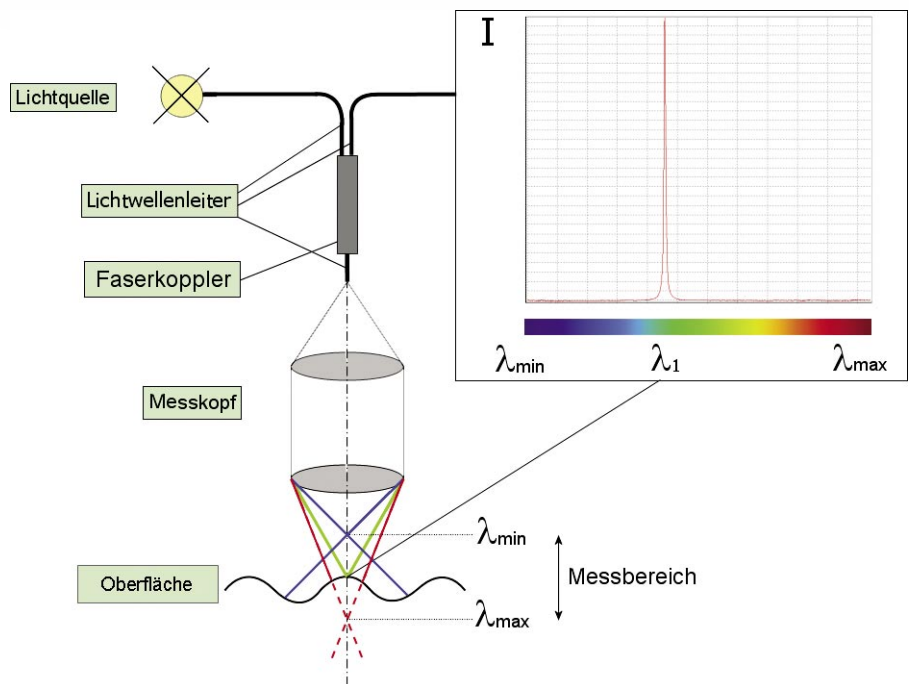 I
Lichtquelle
Lichtwellenleiter
Faserkoppler
λmin
λ1
λmax
Messkopf
λmin
Messbereich
Oberfläche
λmax